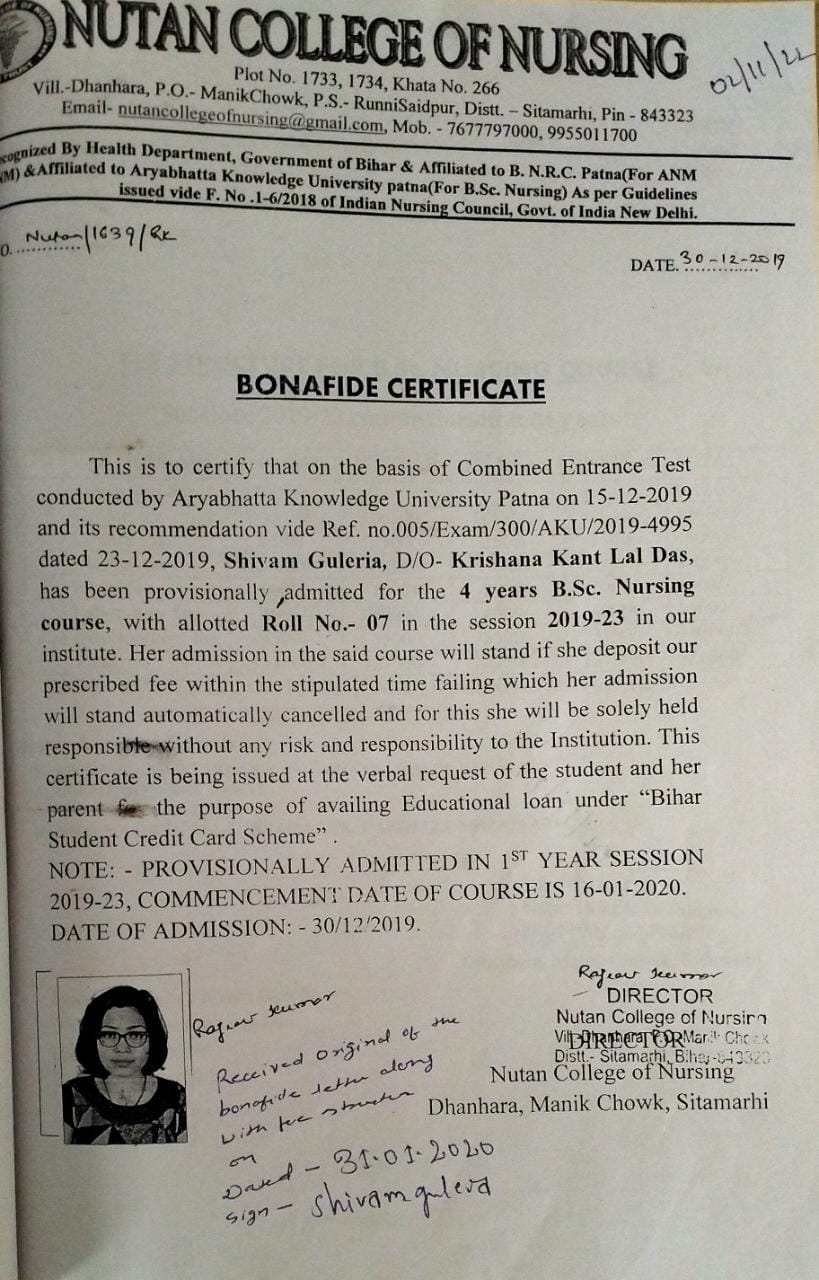 NUTAN COLLEGE OF NURSING
02/11/22
Plot No. 1733, 1734, Khata No. 266
Vill.-Dhanhara, P.O.- ManikChowk, P.S.- RunniSaidpur, Distt. – Sitamarhi, Pin - 843323
Email- nutancollegeofnursing@gmail.com, Mob. - 7677797000, 9955011700
cognized By Health Department, Government of Bihar & Affiliated to B. N.R.C. Patna(For ANM
M) &Affiliated to Aryabhatta Knowledge University patna(For B.Sc. Nursing) As per Guidelines
issued vide F. No .1-6/2018 of Indian Nursing Council, Govt. of India New Delhi.
O. Nutan/1639/RK
DATE. 30-12-2019
BONAFIDE CERTIFICATE
This is to certify that on the basis of Combined Entrance Test
conducted by Aryabhatta Knowledge University Patna on 15-12-2019
and its recommendation vide Ref. no.005/Exam/300/AKU/2019-4995
dated 23-12-2019, Shivam Guleria, D/O- Krishana Kant Lal Das,
has been provisionally admitted for the 4 years B.Sc. Nursing
course, with allotted Roll No.- 07 in the session 2019-23 in our
institute. Her admission in the said course will stand if she deposit our
prescribed fee within the stipulated time failing which her admission
will stand automatically cancelled and for this she will be solely held
responsible without any risk and responsibility to the Institution. This
certificate is being issued at the verbal request of the student and her
parent for the purpose of availing Educational loan under “Bihar
Student Credit Card Scheme” .
NOTE: - PROVISIONALLY ADMITTED IN 1ST YEAR SESSION
2019-23, COMMENCEMENT DATE OF COURSE IS 16-01-2020.
DATE OF ADMISSION: - 30/12/2019.
Rajeev Kumar
DIRECTOR
Nutan College of Nursin
Vill- Dhanhara, P.O. Manik Ch
Distt.- Sitamarhi, Bihar-843323
DIRECTOR
Nutan College of Nursing
Dhanhara, Manik Chowk, Sitamarhi
Rajeev Kumar
Received original of the
bonafide letter along
with fee structure
on
Dated - 31.01.2020
Sign - Shivam guleria